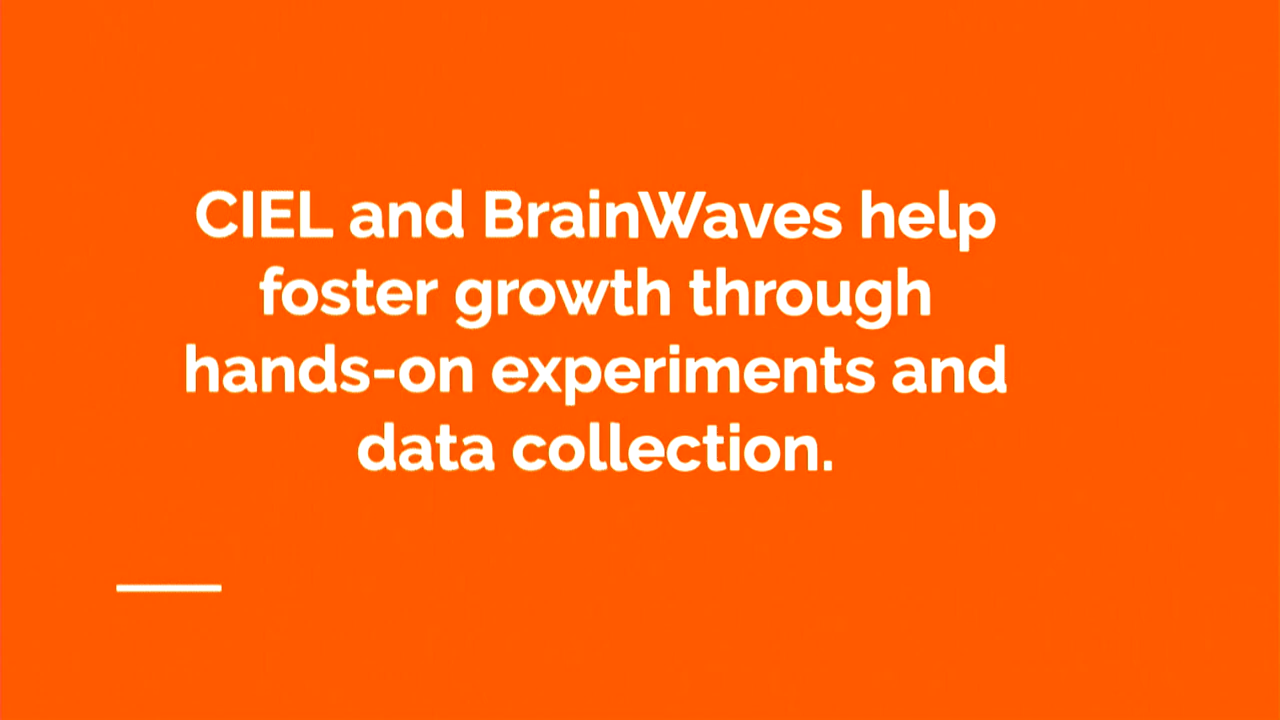 CIEL and BrainWaves help
foster growth through
hands-on experiments and
data collection.